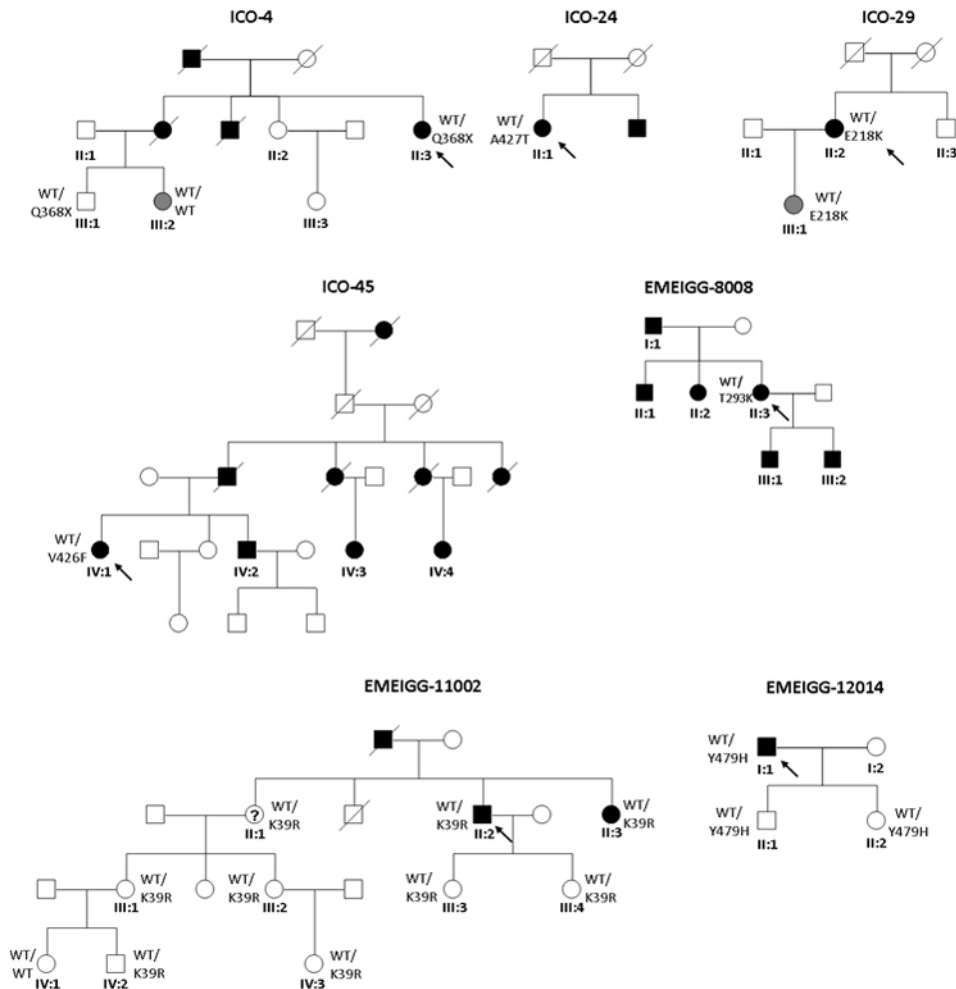 ICO-4
ICO-24
ICO-29
II:1
II:2
WT/
Q368X
II:3
WT/
Q368X
III:1
WT/
WT
III:2
III:3
WT/
A427T
II:1
WT/
E218K
II:1
II:2
II:3
WT/
E218K
III:1
ICO-45
EMEIGG-8008
WT/
V426F
IV:1
IV:2
IV:3
IV:4
I:1
II:1
II:2
WT/
T293K
II:3
III:1
III:2
EMEIGG-11002
EMEIGG-12014
?
WT/
K39R
II:1
WT/
K39R
II:2
WT/
K39R
II:3
WT/
K39R
III:1
WT/
K39R
III:2
WT/
K39R
III:3
WT/
K39R
III:4
WT/
WT
IV:1
WT/
K39R
IV:2
WT/
K39R
IV:3
WT/
Y479H
I:1
I:2
WT/
Y479H
II:1
WT/
Y479H
II:2